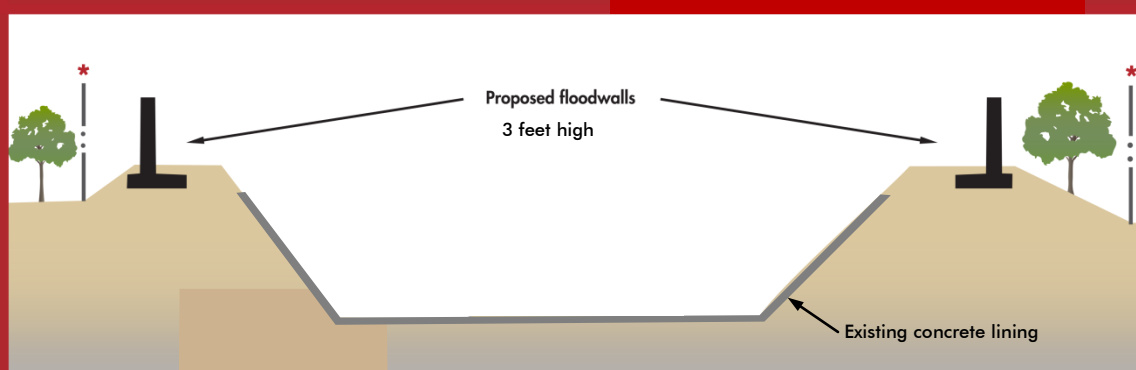 *
*
Proposed floodwalls
3 feet high
Existing concrete lining